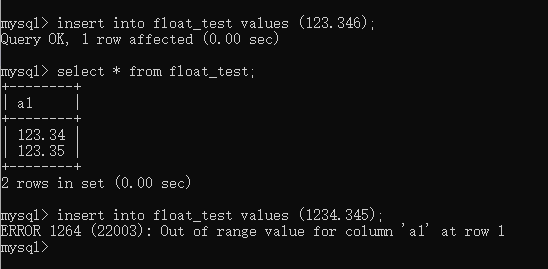 mysql> insert into float_test values (123.346);
Query OK, 1 row affected (0.00 sec)
mysql> select * from float_test;
+--------+
| a1     |
+--------+
| 123.34 |
| 123.35 |
+--------+
2 rows in set (0.00 sec)
mysql> insert into float_test values (1234.345);
ERROR 1264 (22003): Out of range value for column 'a1' at row 1
mysql>